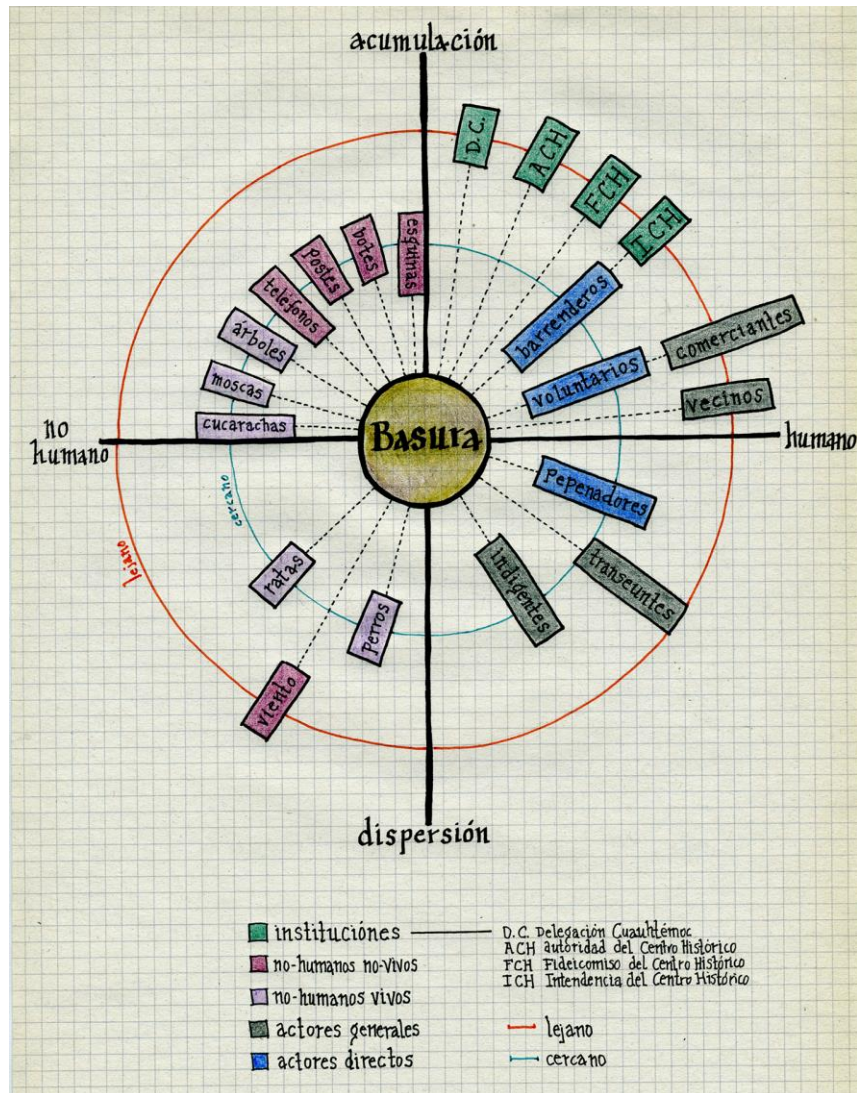 acumulación
D.C.
ACH
FCH
ICH
esquinas
botes
postes
teléfonos
árboles
moscas
cucarachas
barrenderos
voluntarios
comerciantes
vecinos
Basura
no
humano
humano
cercano
lejano
pepenadores
transeuntes
indigentes
ratas
perros
viento
dispersión
instituciónes
D.C. Delegación Cuauhtémoc
ACH autoridad del Centro Histórico
FCH Fideicomiso del Centro Histórico
ICH Intendencia del Centro Histórico
no-humanos no-vivos
no-humanos vivos
actores generales
actores directos
lejano
cercano